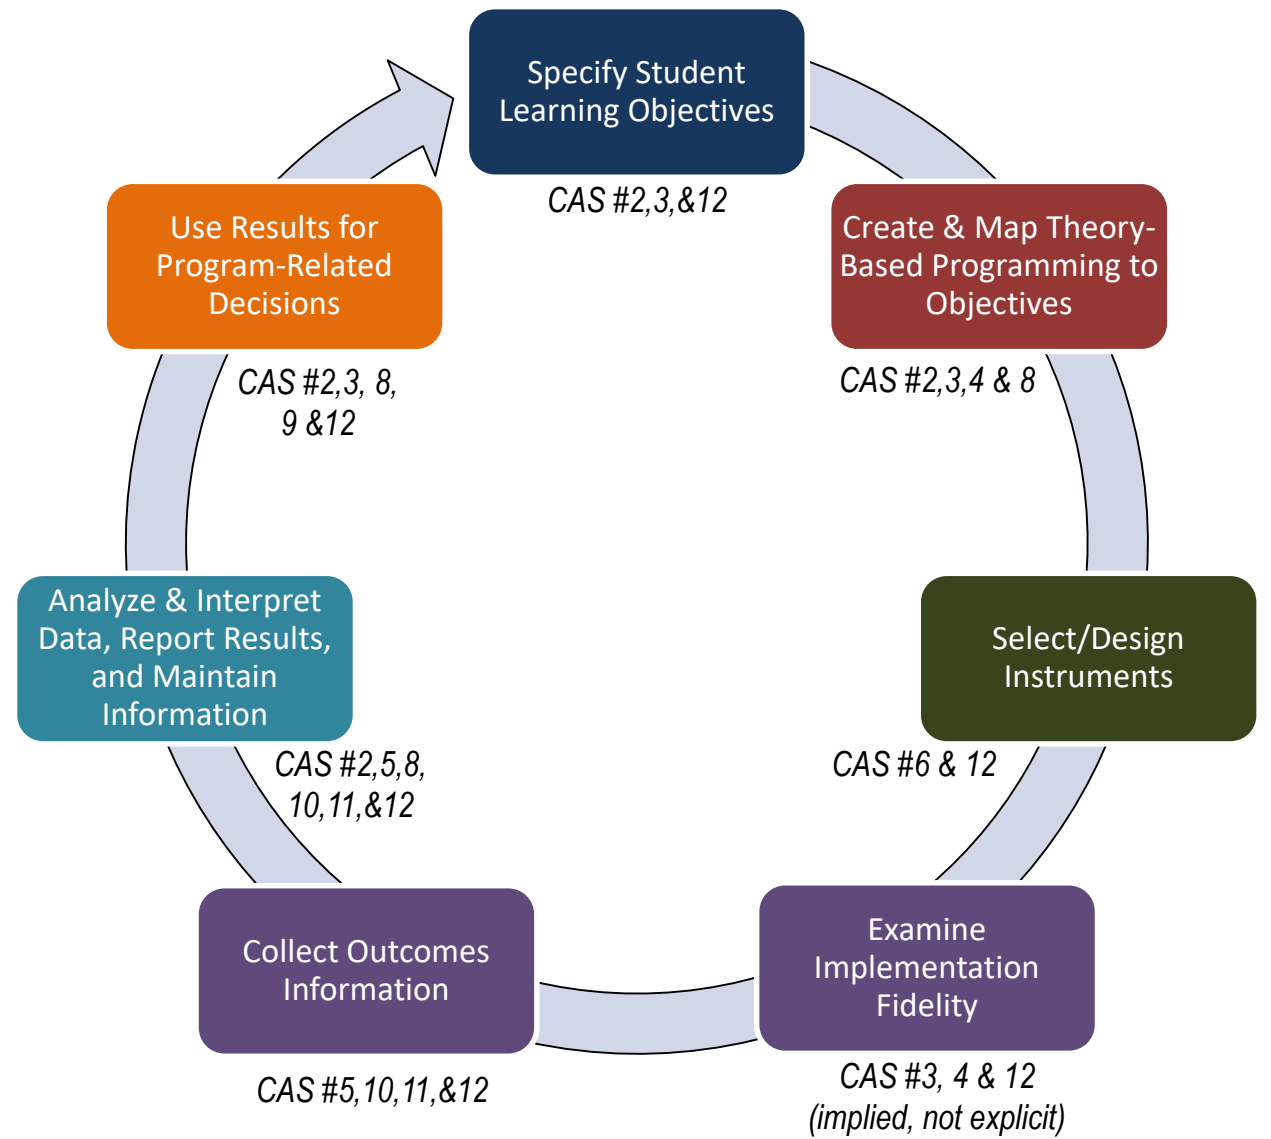 Specify Student
Learning Objectives
CAS #2,3,&12
Create & Map Theory-
Based Programming to
Objectives
CAS #2,3,4 & 8
Select/Design
Instruments
CAS #6 & 12
Examine
Implementation
Fidelity
CAS #3, 4 & 12
(implied, not explicit)
Collect Outcomes
Information
CAS #5,10,11,&12
Analyze & Interpret
Data, Report Results,
and Maintain
Information
CAS #2,5,8,
10,11,&12
Use Results for
Program-Related
Decisions
CAS #2,3, 8,
9 &12